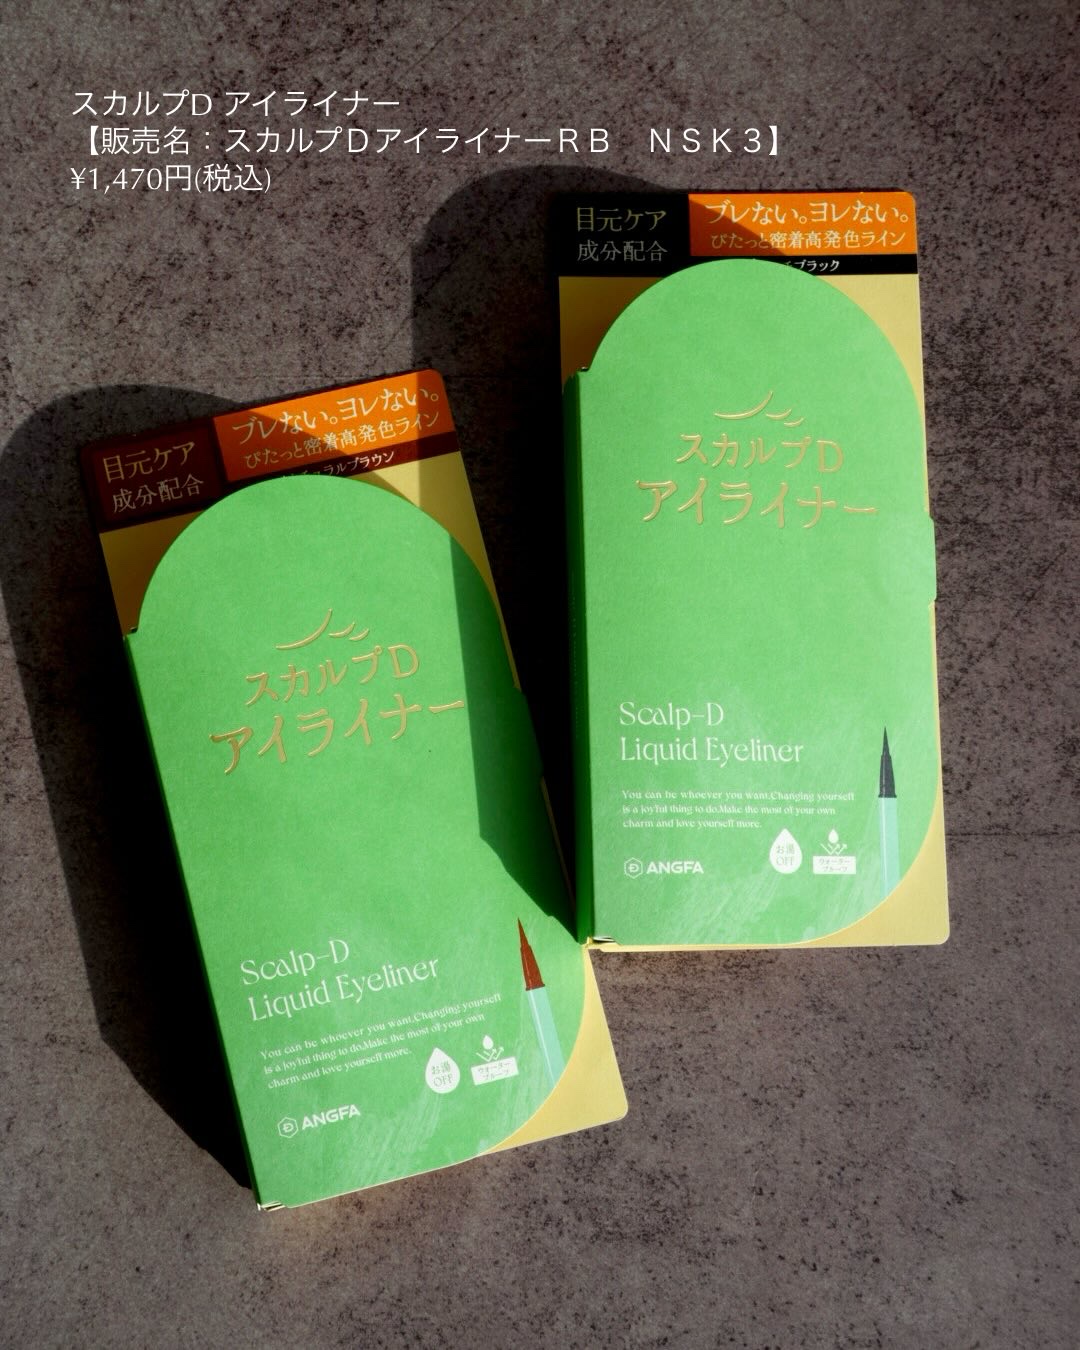 スカルプD アイライナー
【販売名：スカルプＤアイライナーＲＢ　ＮＳＫ３】
¥1,470円(税込)
目元ケア
成分配合
ブレない。ヨレない。
ぴたっと密着高発色ライン
ブラック
スカルプD
アイライナー
Scalp-D
Liquid Eyeliner
You can be whoever you want.Changing yourself
is a joyful thing to do.Make the most of your own
charm and love yourself more.
お湯
OFF
ウォーター
プルーフ
ANGFA
目元ケア
成分配合
ブレない。ヨレない。
ぴたっと密着高発色ライン
ラルブラウン
スカルプD
アイライナー
Scalp-D
Liquid Eyeliner
You can be whoever you want.Changing yourself
is a joyful thing to do.Make the most of your own
charm and love yourself more.
お湯
OFF
ウォーター
プルーフ
ANGFA